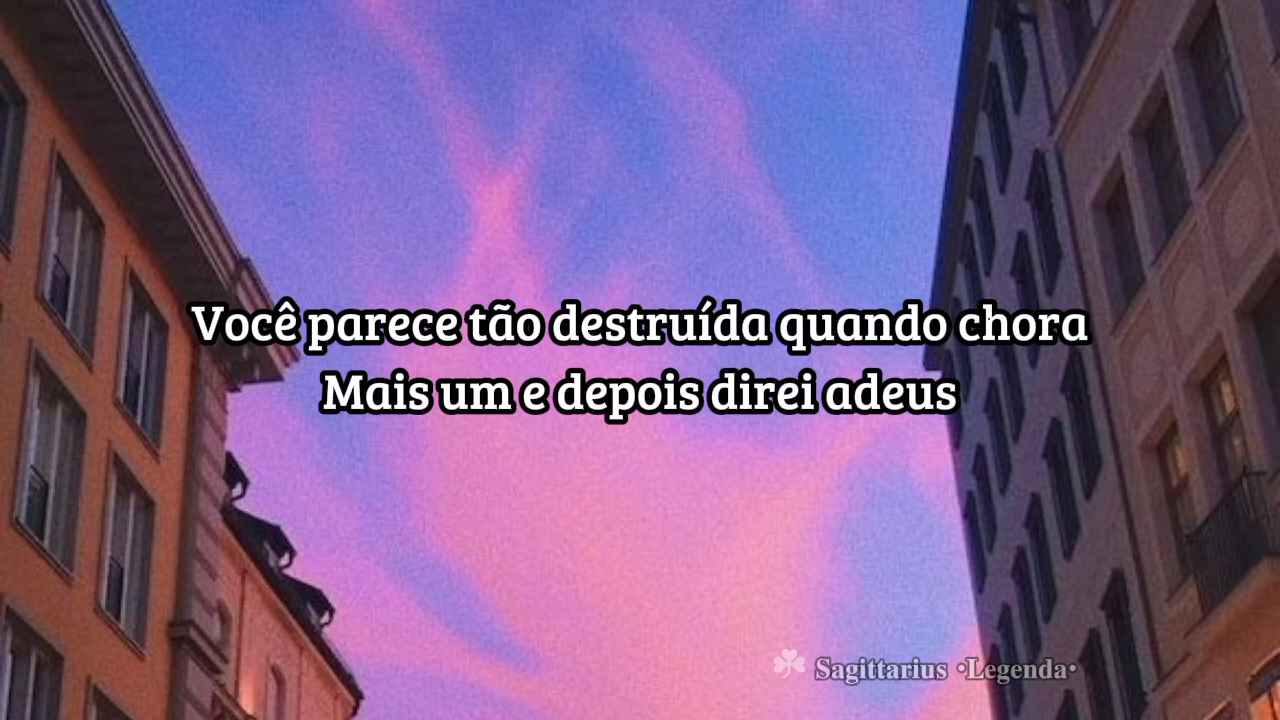 Você parece tão destruída quando chora
Mais um e depois direi adeus
☘ Sagittarius •Legenda•